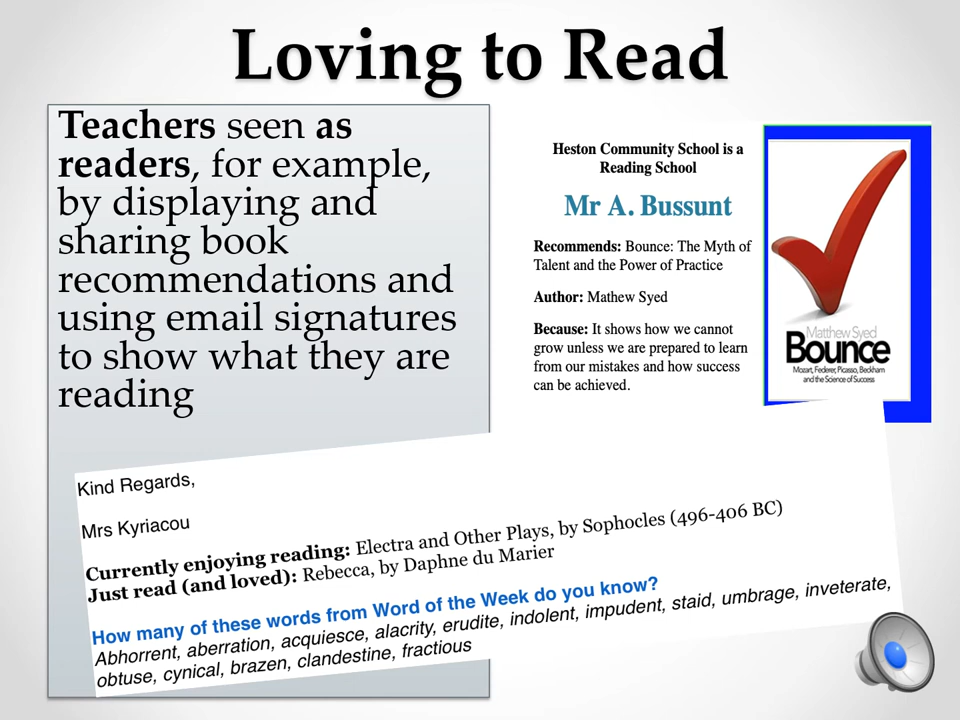 Loving to Read
Teachers seen as
readers, for example,
by displaying and
sharing book
recommendations and
using email signatures
to show what they are
reading
Heston Community School is a
Reading School
Mr A. Bussunt
Recommends: Bounce: The Myth of
Talent and the Power of Practice
Author: Mathew Syed
Because: It shows how we cannot
grow unless we are prepared to learn
from our mistakes and how success
can be achieved.
Matthew Syed
Bounce
Mozart, Federer, Picasso, Beckham
and the Science of Success
Kind Regards,
Mrs Kyriacou
Currently enjoying reading: Electra and Other Plays, by Sophocles (496-406 BC)
Just read (and loved): Rebecca, by Daphne du Marier
How many of these words from Word of the Week do you know?
Abhorrent, aberration, acquiesce, alacrity, erudite, indolent, impudent, staid, umbrage, inveterate,
obtuse, cynical, brazen, clandestine, fractious